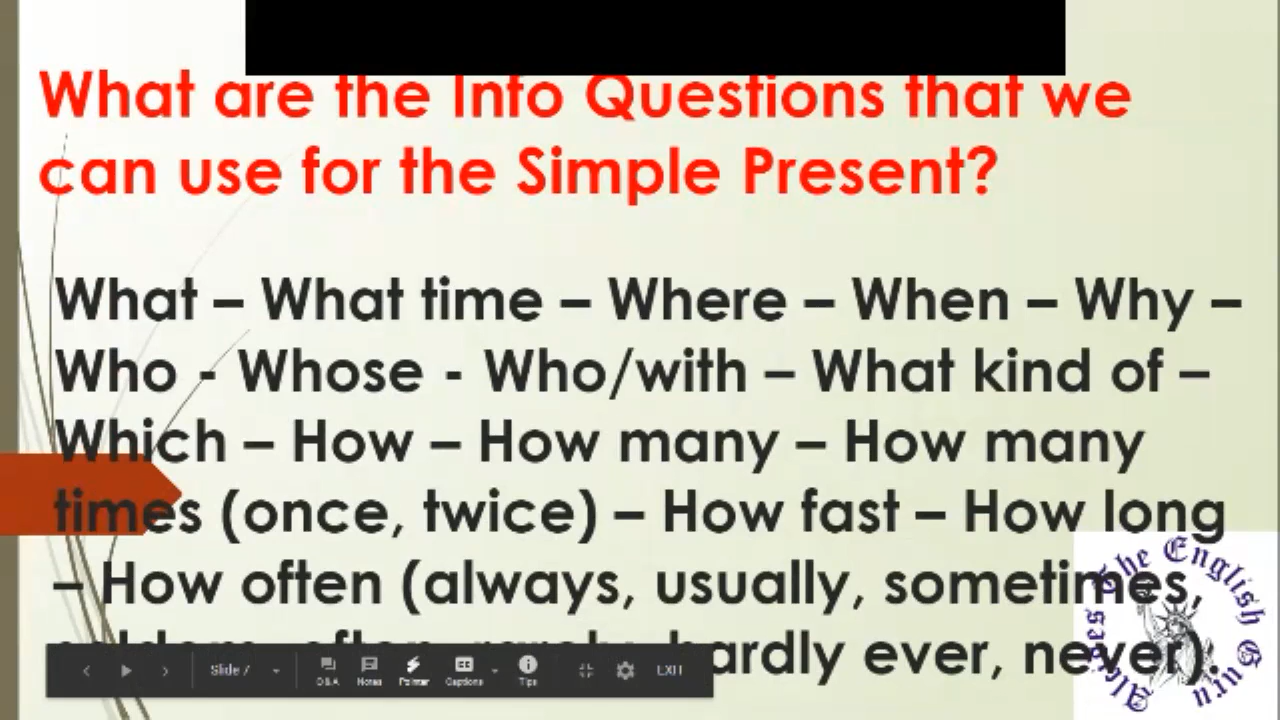 What are the Info Questions that we
can use for the Simple Present?
What – What time – Where – When – Why –
Who - Whose - Who/with – What kind of –
Which – How – How many – How many
times (once, twice) – How fast – How long
– How often (always, usually, sometimes,
hardly ever, never).
Slide 7
Q&A Notes Pointer Captions Tips EXIT
The English Guru